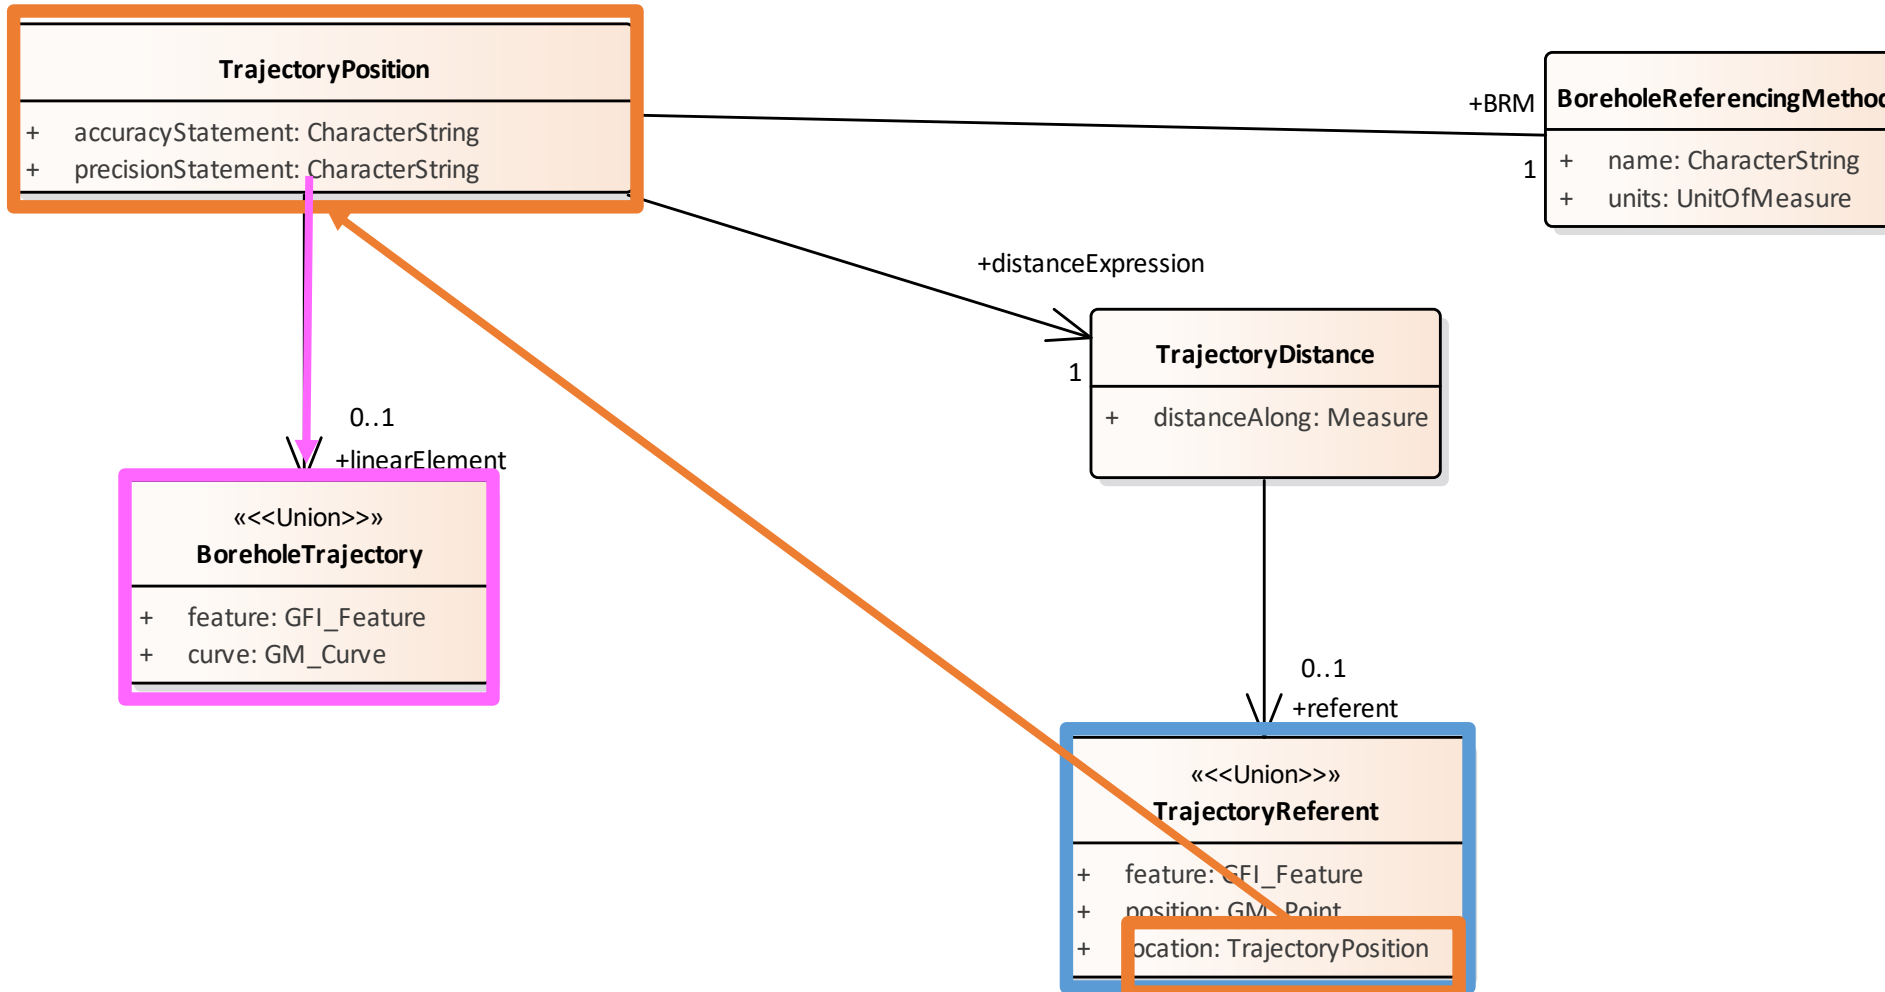 TrajectoryPosition
+ accuracyStatement: CharacterString
+ precisionStatement: CharacterString
+BRM
1
BoreholeReferencingMethod
+ name: CharacterString
+ units: UnitOfMeasure
+distanceExpression
1
TrajectoryDistance
+ distanceAlong: Measure
0..1
+linearElement
«<<Union>>»
BoreholeTrajectory
+ feature: GFI_Feature
+ curve: GM_Curve
0..1
+referent
«<<Union>>»
TrajectoryReferent
+ feature: GFI_Feature
+ position: GM_Point
+ location: TrajectoryPosition